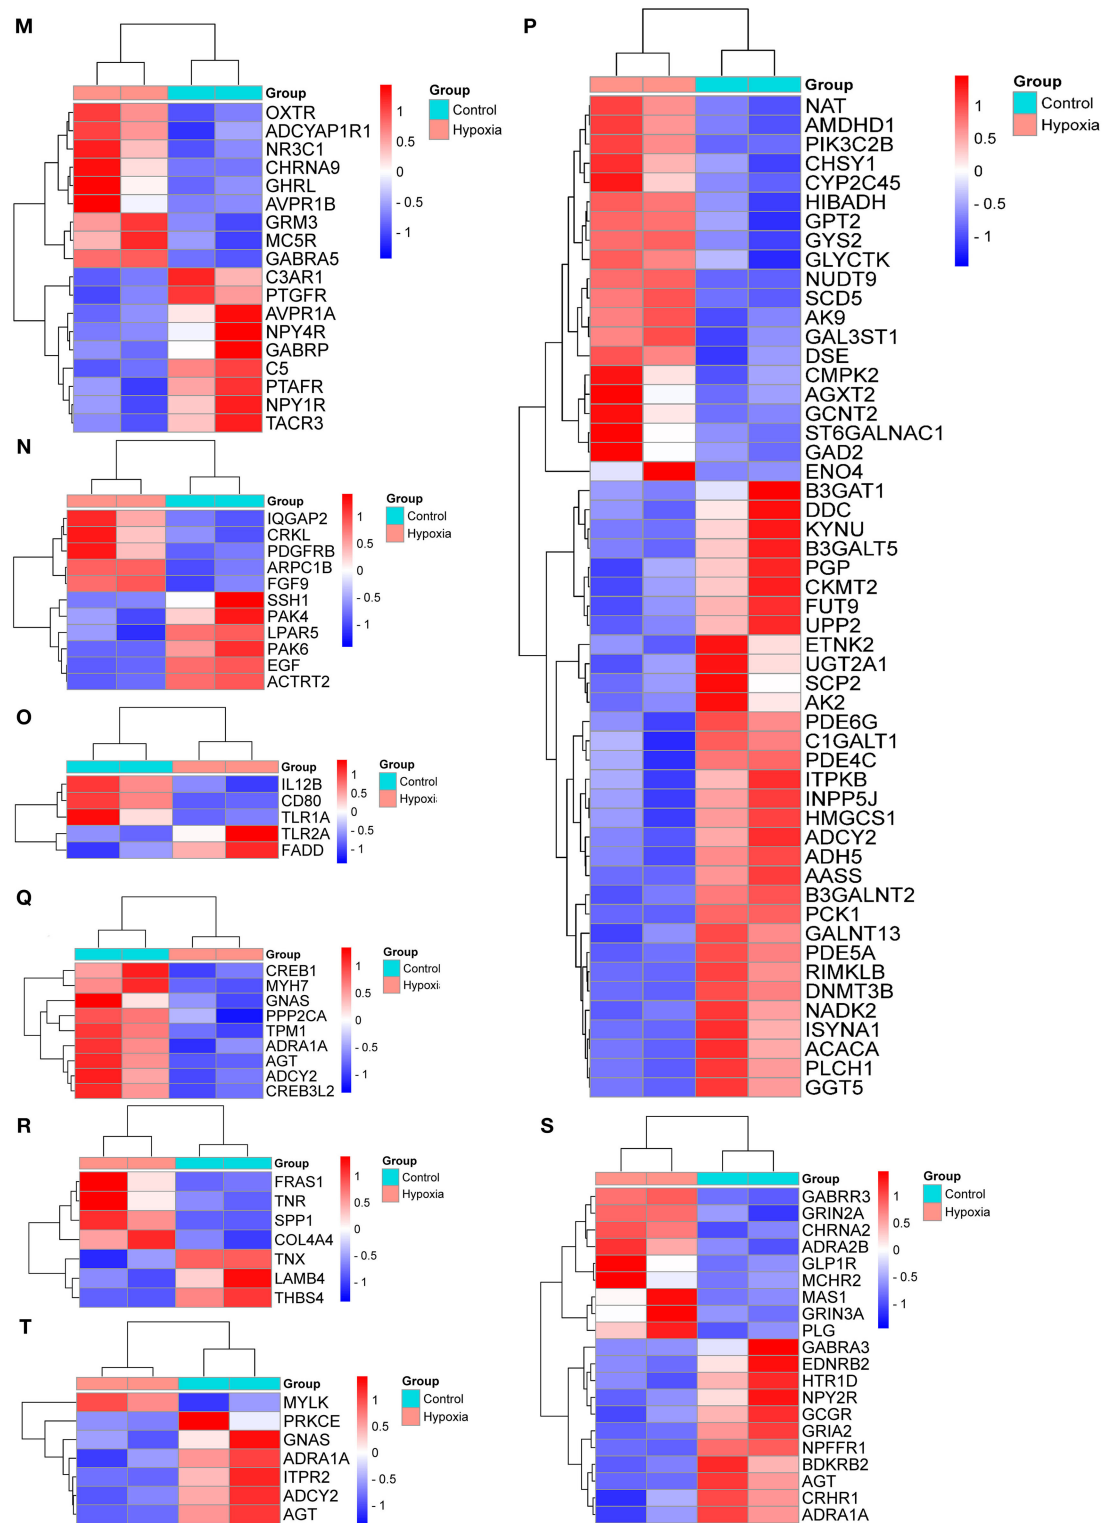 M
Group
OXTR
ADCYAP1R1
NR3C1
CHRNA9
GHRL
AVPR1B
GRM3
MC5R
GABRA5
C3AR1
PTGFR
AVPR1A
NPY4R
GABRP
C5
PTAFR
NPY1R
TACR3
1
0.5
0
- 0.5
- 1
Group
Control
Hypoxia
N
Group
IQGAP2
CRKL
PDGFRB
ARPC1B
FGF9
SSH1
PAK4
LPAR5
PAK6
EGF
ACTRT2
1
0.5
0
- 0.5
- 1
Group
Control
Hypoxia
O
Group
IL12B
CD80
TLR1A
TLR2A
FADD
1
0.5
0
- 0.5
- 1
Group
Control
Hypoxi
P
Group
NAT
AMDHD1
PIK3C2B
CHSY1
CYP2C45
HIBADH
GPT2
GYS2
GLYCTK
NUDT9
SCD5
AK9
GAL3ST1
DSE
CMPK2
AGXT2
GCNT2
ST6GALNAC1
GAD2
ENO4
B3GAT1
DDC
KYNU
B3GALT5
PGP
CKMT2
FUT9
UPP2
ETNK2
UGT2A1
SCP2
AK2
PDE6G
C1GALT1
PDE4C
ITPKB
INPP5J
HMGCS1
ADCY2
ADH5
AASS
B3GALNT2
PCK1
GALNT13
PDE5A
RIMKLB
DNMT3B
NADK2
ISYNA1
ACACA
PLCH1
GGT5
1
0.5
0
- 0.5
- 1
Group
Control
Hypoxia
Q
Group
CREB1
MYH7
GNAS
PPP2CA
TPM1
ADRA1A
AGT
ADCY2
CREB3L2
1
0.5
0
- 0.5
- 1
Group
Control
Hypoxi
R
Group
FRAS1
TNR
SPP1
COL4A4
TNX
LAMB4
THBS4
1
0.5
0
- 0.5
- 1
Group
Control
Hypoxia
S
Group
GABRR3
GRIN2A
CHRNA2
ADRA2B
GLP1R
MCHR2
MAS1
GRIN3A
PLG
GABRA3
EDNRB2
HTR1D
NPY2R
GCGR
GRIA2
NPFFR1
BDKRB2
AGT
CRHR1
ADRA1A
1
0.5
0
- 0.5
- 1
Group
Control
Hypoxia
T
Group
MYLK
PRKCE
GNAS
ADRA1A
ITPR2
ADCY2
AGT
1
0.5
0
- 0.5
- 1
Group
Control
Hypoxia